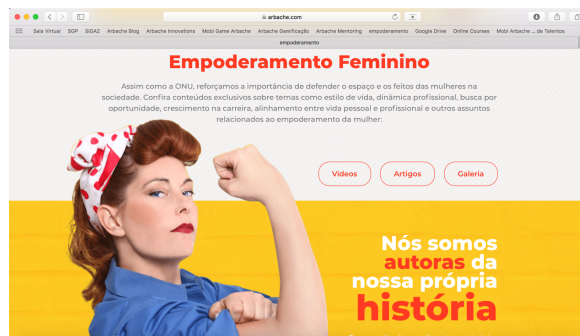 arbache.com
Sala Virtual SGP SIGA2 Arbache Blog Arbache Innovations Mobi Game Arbache Arbache Gamificação Arbache Mentoring empoderamento Google Drive Online Courses Mobi Arbache ... de Talentos
empoderamento
Empoderamento Feminino
Assim como a ONU, reforçamos a importância de defender o espaço e os feitos das mulheres na
sociedade. Confira conteúdos exclusivos sobre temas como estilo de vida, dinâmica profissional, busca por
oportunidade, crescimento na carreira, alinhamento entre vida pessoal e profissional e outros assuntos
relacionados ao empoderamento da mulher:
Vídeos Artigos Galeria
Nós somos
autoras da
nossa própria
história